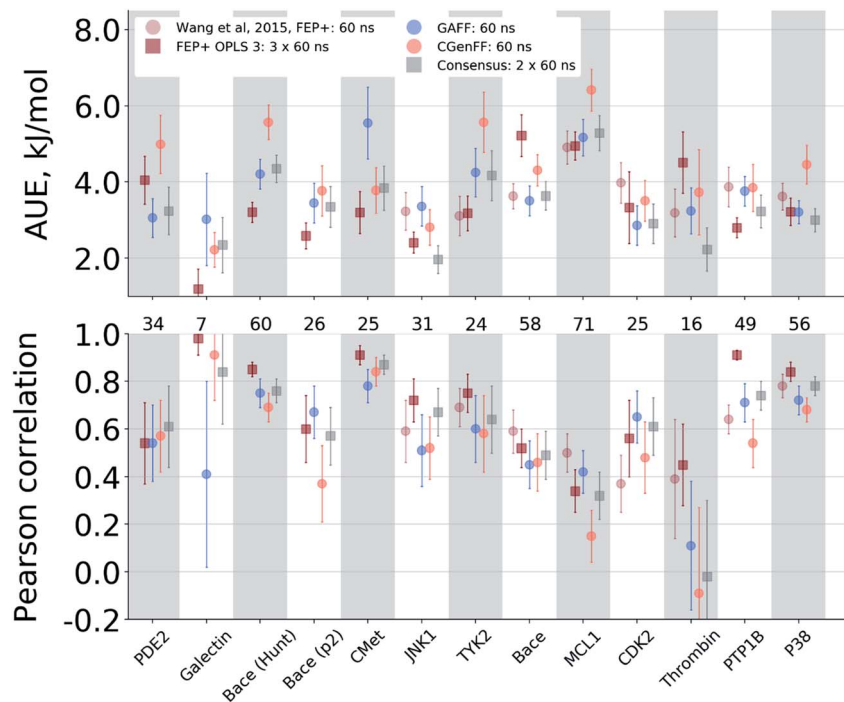 8.0
6.0
4.0
2.0
AUE, kJ/mol
Wang et al, 2015, FEP+: 60 ns
FEP+ OPLS 3: 3 x 60 ns
GAFF: 60 ns
CGenFF: 60 ns
Consensus: 2 x 60 ns
34 7 60 26 25 31 24 58 71 25 16 49 56
1.0
0.8
0.6
0.4
0.2
0.0
-0.2
Pearson correlation
PDE2
Galectin
Bace (Hunt)
Bace (p2)
CMet
JNK1
TYK2
Bace
MCL1
CDK2
Thrombin
PTP1B
P38